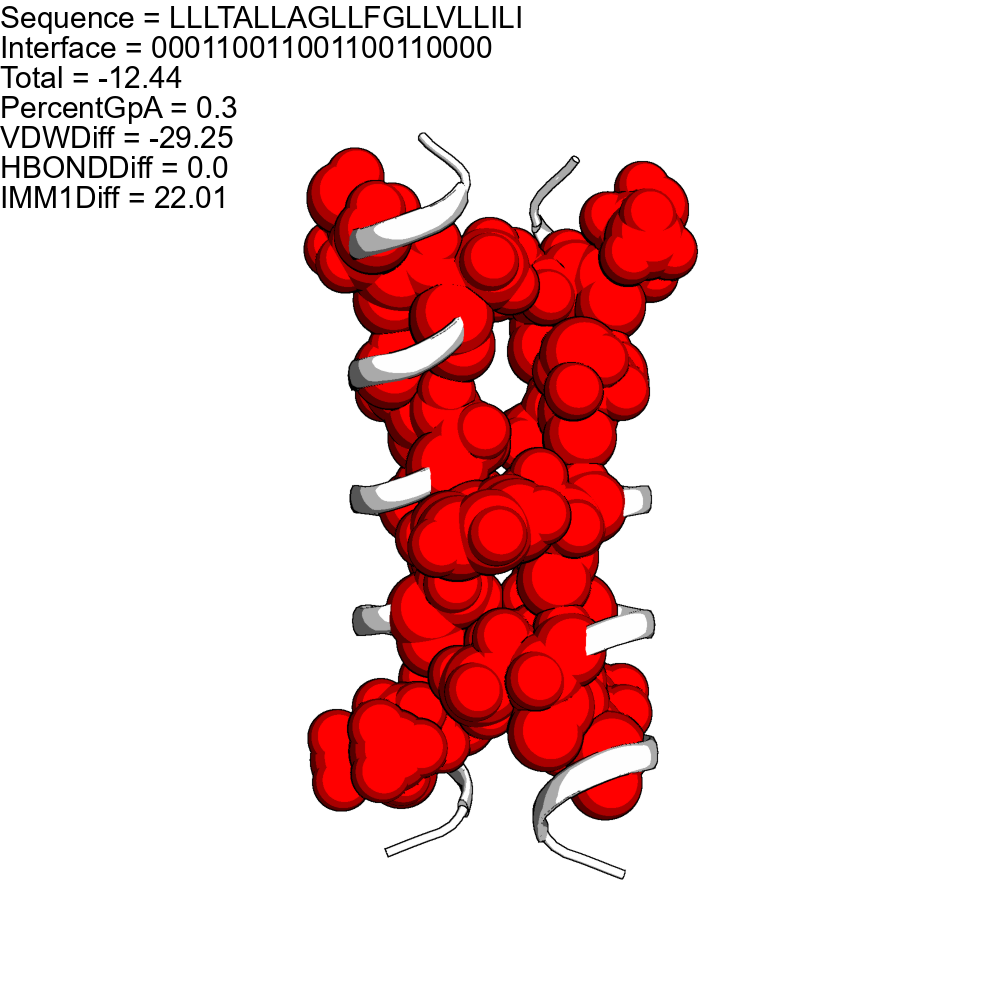 Sequence = LLLTALLAGLLFGLLVLLILI
Interface = 000110011001100110000
Total = -12.44
PercentGpA = 0.3
VDWDiff = -29.25
HBONDDiff = 0.0
IMM1Diff = 22.01